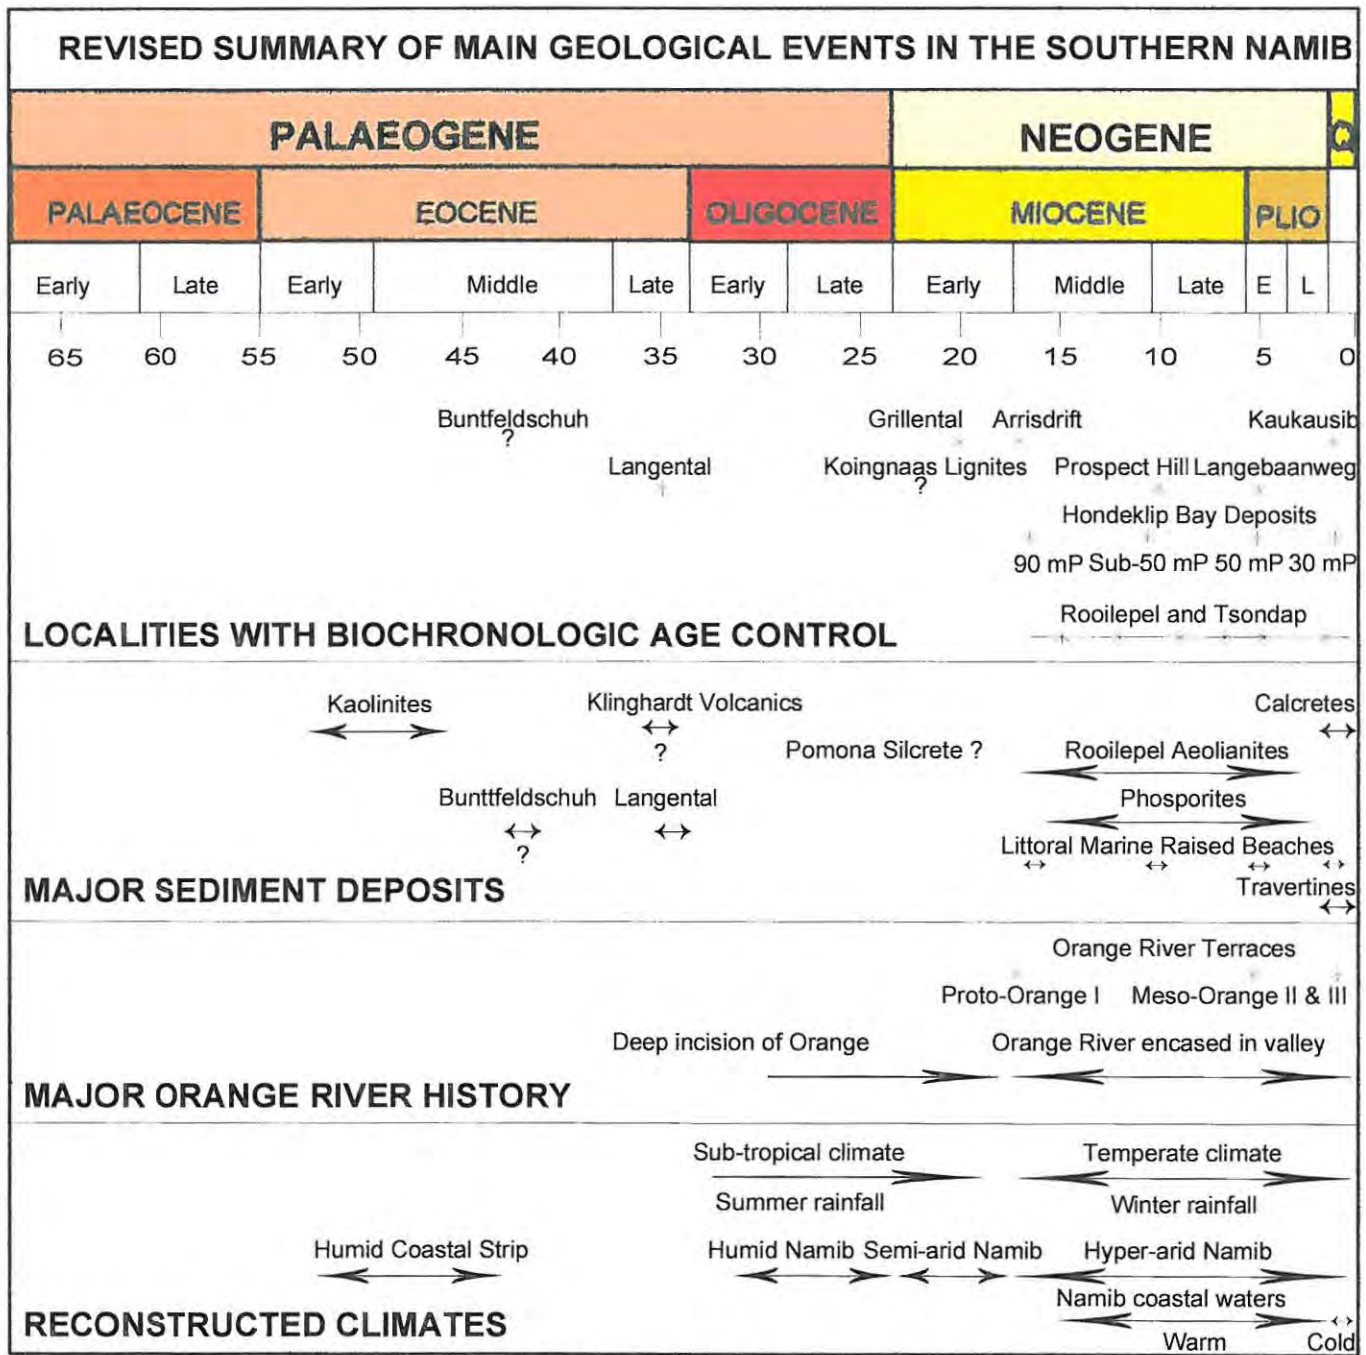 REVISED SUMMARY OF MAIN GEOLOGICAL EVENTS IN THE SOUTHERN NAMIB
PALAEOGENE NEOGENE Q
PALAEOCENE EOCENE OLIGOCENE MIOCENE PLIO
Early Late Early Middle Late Early Late Early Middle Late E L
65 60 55 50 45 40 35 30 25 20 15 10 5 0
Buntfeldschuh Grillental Arrisdrift Kaukausib
?
Langental Koingnaas Lignites Prospect Hill Langebaanweg
?
Hondeklip Bay Deposits
90 mP Sub-50 mP 50 mP 30 mP
Rooilepel and Tsondap
LOCALITIES WITH BIOCHRONOLOGIC AGE CONTROL
Kaolinites Klinghardt Volcanics Calcretes
?
Pomona Silcrete ? Rooilepel Aeolianites
Bunttfeldschuh Langental Phosporites
?
Littoral Marine Raised Beaches
MAJOR SEDIMENT DEPOSITS Travertines
Orange River Terraces
Proto-Orange I Meso-Orange II & III
Deep incision of Orange Orange River encased in valley
MAJOR ORANGE RIVER HISTORY
Sub-tropical climate Temperate climate
Summer rainfall Winter rainfall
Humid Coastal Strip Humid Namib Semi-arid Namib Hyper-arid Namib
Namib coastal waters
RECONSTRUCTED CLIMATES Warm Cold